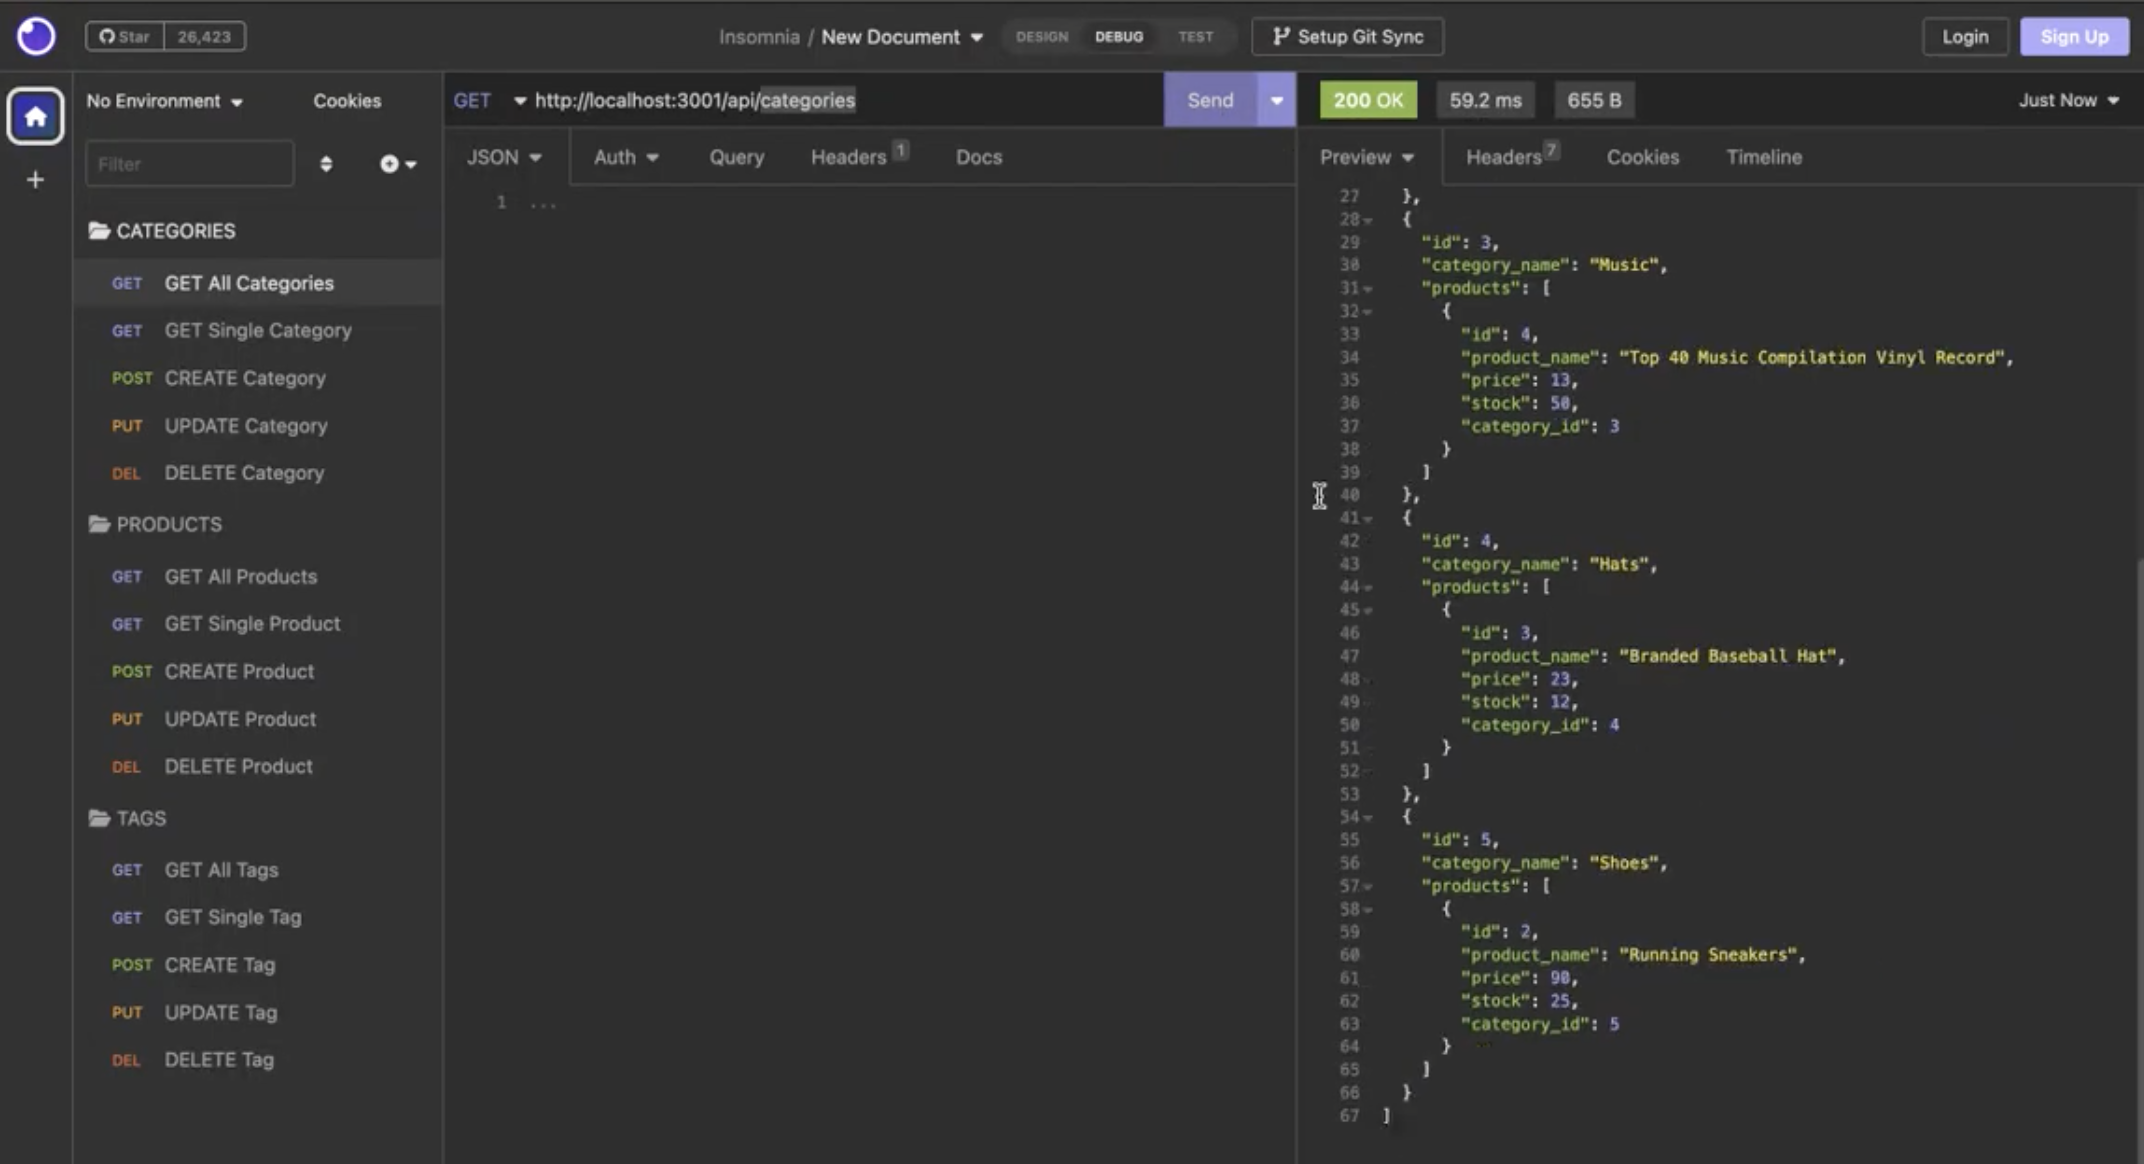 Star 26,423
Insomnia / New Document
DESIGN DEBUG TEST
Setup Git Sync
Login
Sign Up
No Environment
Cookies
Filter
CATEGORIES
GET GET All Categories
GET GET Single Category
POST CREATE Category
PUT UPDATE Category
DEL DELETE Category
PRODUCTS
GET GET All Products
GET GET Single Product
POST CREATE Product
PUT UPDATE Product
DEL DELETE Product
TAGS
GET GET All Tags
GET GET Single Tag
POST CREATE Tag
PUT UPDATE Tag
DEL DELETE Tag
GET http://localhost:3001/api/categories Send
JSON Auth Query Headers 1 Docs
1 ...
200 OK 59.2 ms 655 B Just Now
Preview Headers 7 Cookies Timeline
27 },
28 {
29 "id": 3,
30 "category_name": "Music",
31 "products": [
32 {
33 "id": 4,
34 "product_name": "Top 40 Music Compilation Vinyl Record",
35 "price": 13,
36 "stock": 50,
37 "category_id": 3
38 }
39 ]
40 },
41 {
42 "id": 4,
43 "category_name": "Hats",
44 "products": [
45 {
46 "id": 3,
47 "product_name": "Branded Baseball Hat",
48 "price": 23,
49 "stock": 12,
50 "category_id": 4
51 }
52 ]
53 },
54 {
55 "id": 5,
56 "category_name": "Shoes",
57 "products": [
58 {
59 "id": 2,
60 "product_name": "Running Sneakers",
61 "price": 90,
62 "stock": 25,
63 "category_id": 5
64 }
65 ]
66 }
67 ]